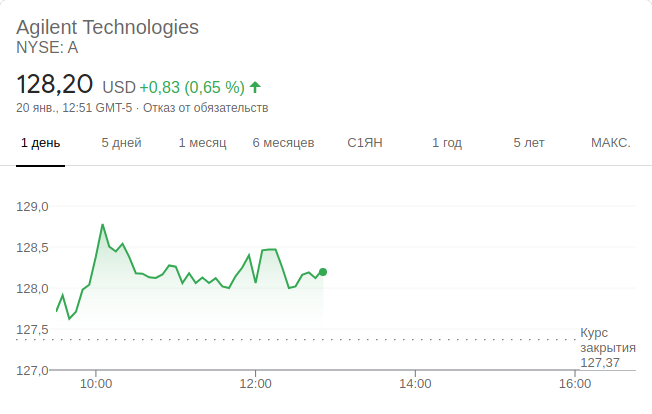 Agilent Technologies
NYSE: A
128,20 USD +0,83 (0,65 %)
20 янв., 12:51 GMT-5 · Отказ от обязательств
1 день 5 дней 1 месяц 6 месяцев С1ЯН 1 год 5 лет МАКС.
129,0
128,5
128,0
127,5
Курс
закрытия
127,37
127,0
10:00 12:00 14:00 16:00